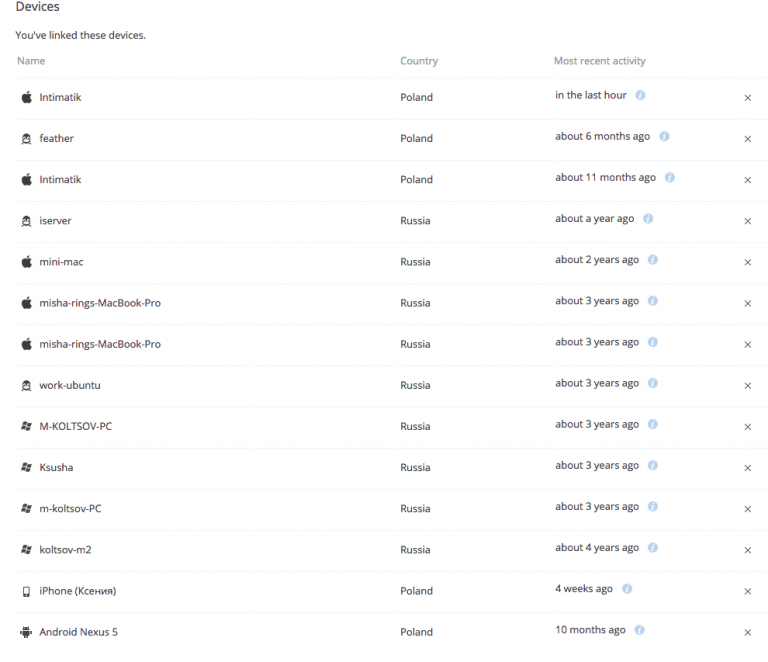 Devices
You've linked these devices.
Name Country Most recent activity
Intimatik Poland in the last hour
feather Poland about 6 months ago
Intimatik Poland about 11 months ago
iserver Russia about a year ago
mini-mac Russia about 2 years ago
misha-rings-MacBook-Pro Russia about 3 years ago
misha-rings-MacBook-Pro Russia about 3 years ago
work-ubuntu Russia about 3 years ago
M-KOLTSOV-PC Russia about 3 years ago
Ksusha Russia about 3 years ago
m-koltsov-PC Russia about 3 years ago
koltsov-m2 Russia about 4 years ago
iPhone (Ксения) Poland 4 weeks ago
Android Nexus 5 Poland 10 months ago